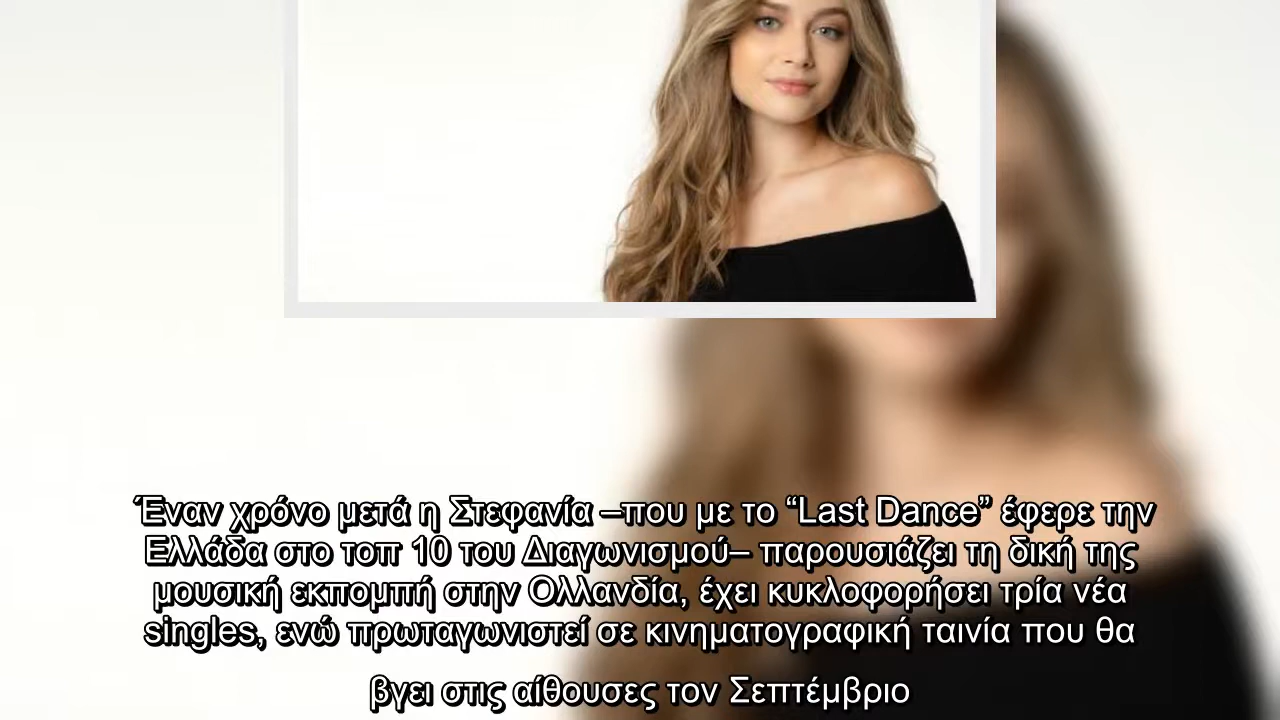 Έναν χρόνο μετά η Στεφανία –που με το “Last Dance” έφερε την
Ελλάδα στο τοπ 10 του Διαγωνισμού– παρουσιάζει τη δική της
μουσική εκπομπή στην Ολλανδία, έχει κυκλοφορήσει τρία νέα
singles, ενώ πρωταγωνιστεί σε κινηματογραφική ταινία που θα
βγει στις αίθουσες τον Σεπτέμβριο